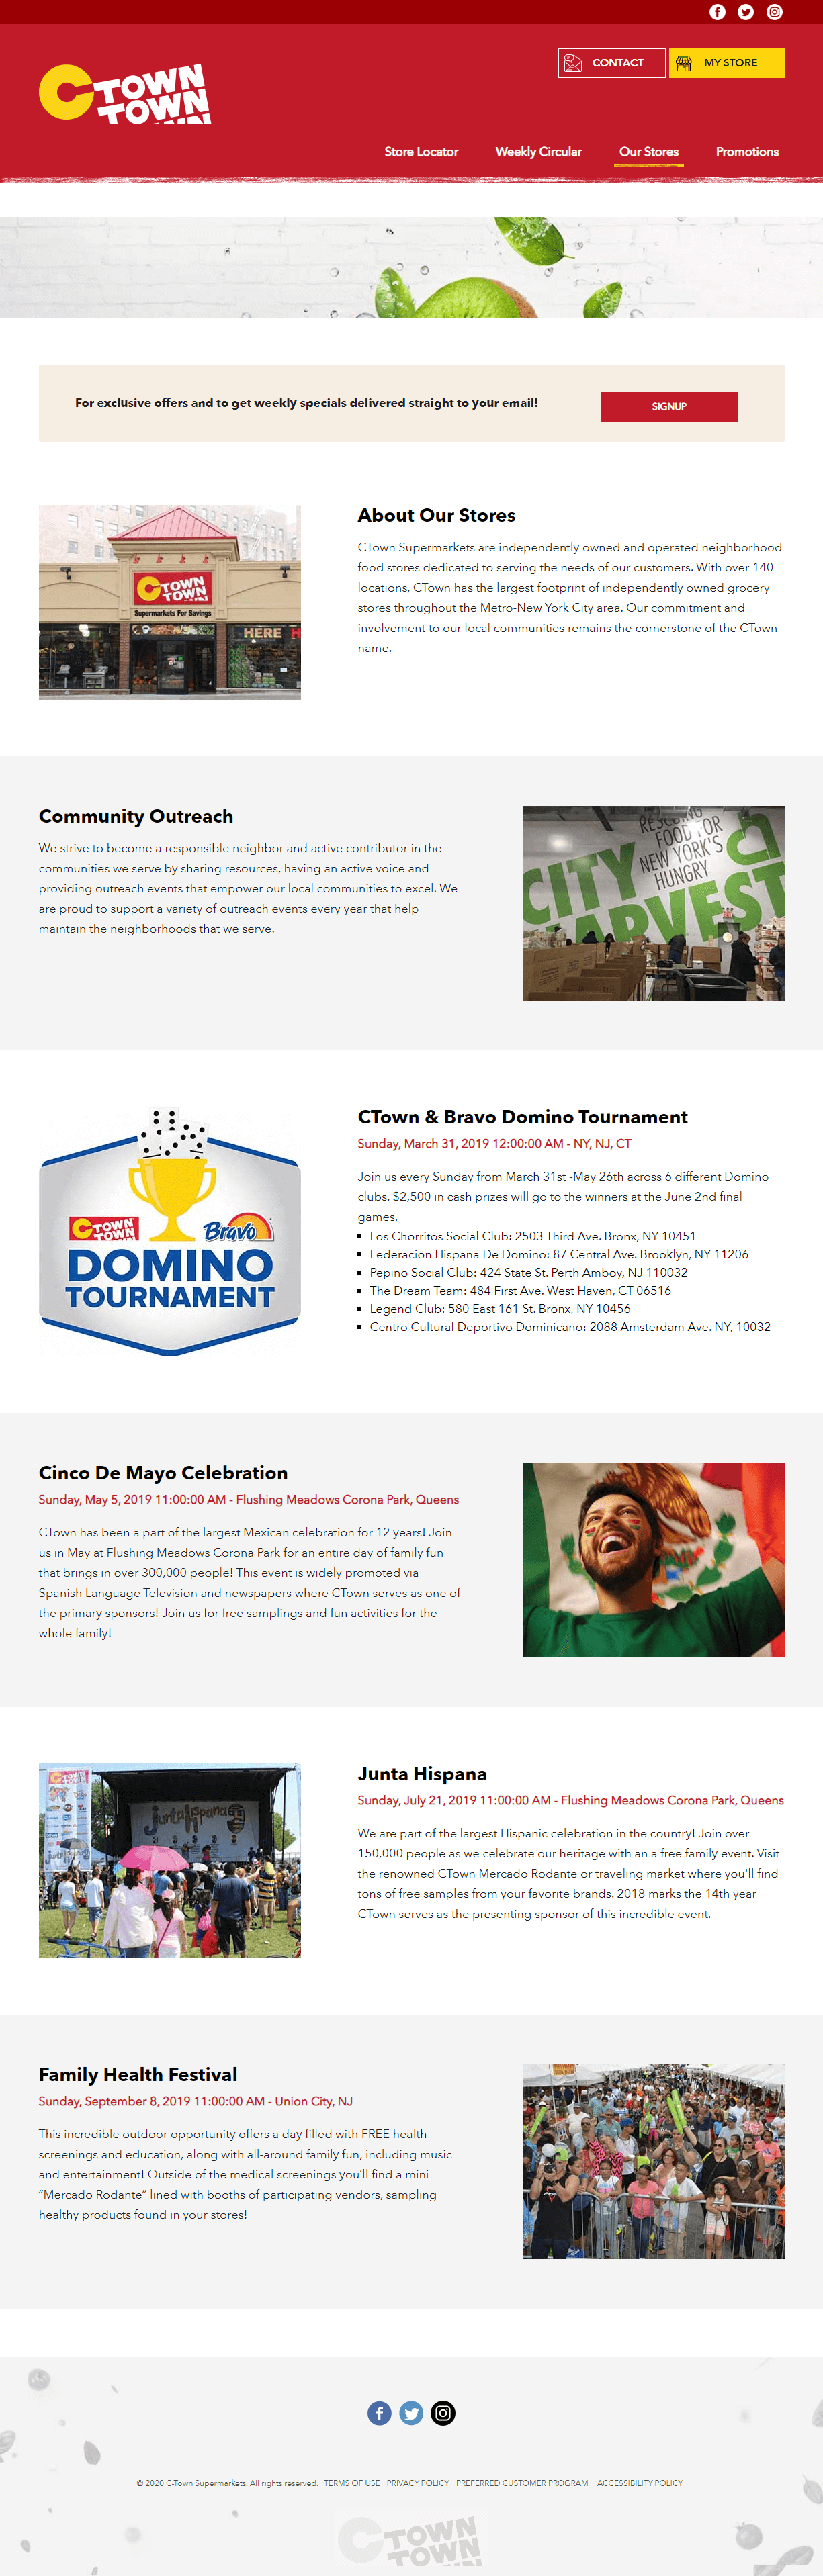 CTOWN
TOWN
CONTACT
MY STORE
Store Locator
Weekly Circular
Our Stores
Promotions
For exclusive offers and to get weekly specials delivered straight to your email!
SIGNUP
CTOWN
TOWN
Supermarkets For Savings
HERE
About Our Stores
CTown Supermarkets are independently owned and operated neighborhood
food stores dedicated to serving the needs of our customers. With over 140
locations, CTown has the largest footprint of independently owned grocery
stores throughout the Metro-New York City area. Our commitment and
involvement to our local communities remains the cornerstone of the CTown
name.
Community Outreach
We strive to become a responsible neighbor and active contributor in the
communities we serve by sharing resources, having an active voice and
providing outreach events that empower our local communities to excel. We
are proud to support a variety of outreach events every year that help
maintain the neighborhoods that we serve.
RESCUING
FOOD FOR
NEW YORK'S
HUNGRY
CITY
HARVEST
CTOWN
TOWN
Bravo
DOMINO
TOURNAMENT
CTown & Bravo Domino Tournament
Sunday, March 31, 2019 12:00:00 AM - NY, NJ, CT
Join us every Sunday from March 31st -May 26th across 6 different Domino
clubs. $2,500 in cash prizes will go to the winners at the June 2nd final
games.
Los Chorritos Social Club: 2503 Third Ave. Bronx, NY 10451
Federacion Hispana De Domino: 87 Central Ave. Brooklyn, NY 11206
Pepino Social Club: 424 State St. Perth Amboy, NJ 110032
The Dream Team: 484 First Ave. West Haven, CT 06516
Legend Club: 580 East 161 St. Bronx, NY 10456
Centro Cultural Deportivo Dominicano: 2088 Amsterdam Ave. NY, 10032
Cinco De Mayo Celebration
Sunday, May 5, 2019 11:00:00 AM - Flushing Meadows Corona Park, Queens
CTown has been a part of the largest Mexican celebration for 12 years! Join
us in May at Flushing Meadows Corona Park for an entire day of family fun
that brings in over 300,000 people! This event is widely promoted via
Spanish Language Television and newspapers where CTown serves as one of
the primary sponsors! Join us for free samplings and fun activities for the
whole family!
Junta Hispana
Junta Hispana
Sunday, July 21, 2019 11:00:00 AM - Flushing Meadows Corona Park, Queens
We are part of the largest Hispanic celebration in the country! Join over
150,000 people as we celebrate our heritage with an a free family event. Visit
the renowned CTown Mercado Rodante or traveling market where you'll find
tons of free samples from your favorite brands. 2018 marks the 14th year
CTown serves as the presenting sponsor of this incredible event.
Family Health Festival
Sunday, September 8, 2019 11:00:00 AM - Union City, NJ
This incredible outdoor opportunity offers a day filled with FREE health
screenings and education, along with all-around family fun, including music
and entertainment! Outside of the medical screenings you'll find a mini
"Mercado Rodante" lined with booths of participating vendors, sampling
healthy products found in your stores!
© 2020 C-Town Supermarkets. All rights reserved. TERMS OF USE PRIVACY POLICY PREFERRED CUSTOMER PROGRAM ACCESSIBILITY POLICY
CTOWN
TOWN